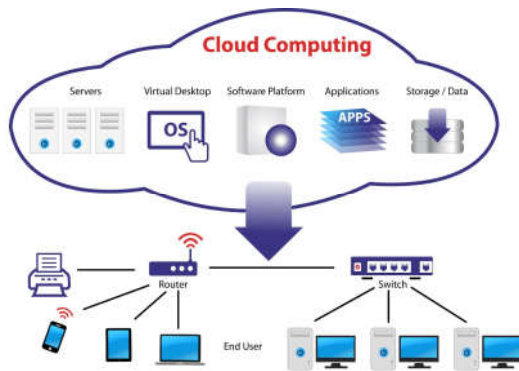 Cloud Computing
Servers
Virtual Desktop
Software Platform
Applications
Storage / Data
OS
APPS
Router
Switch
End User